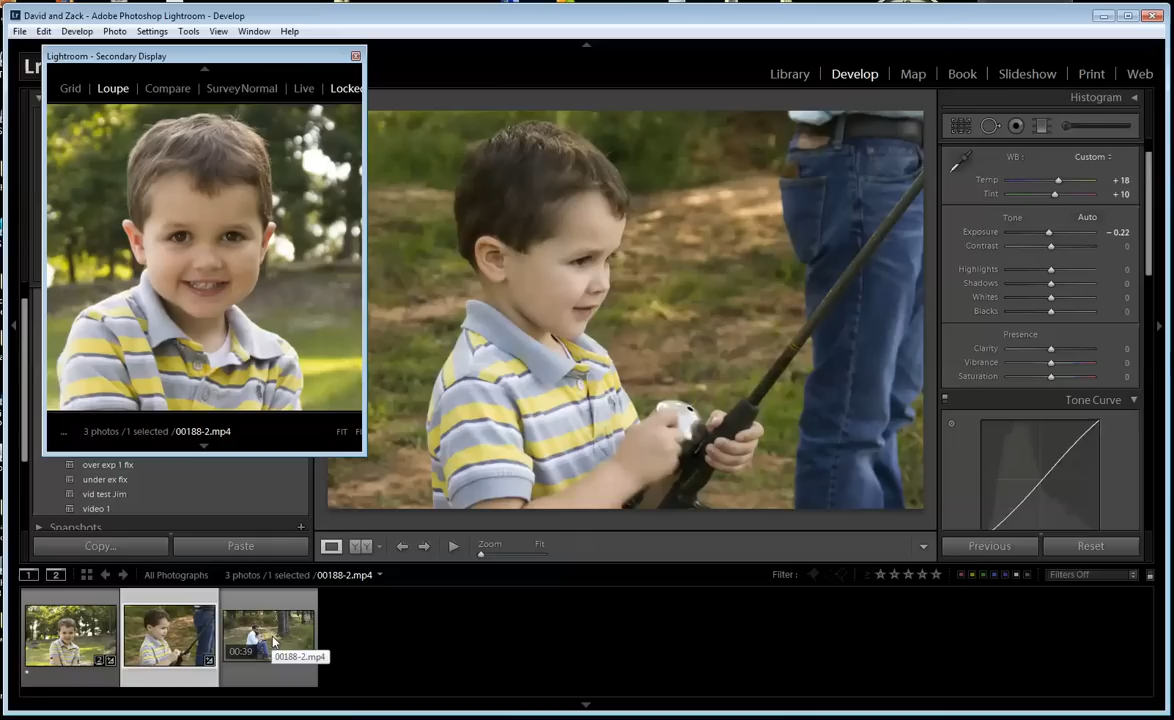 David and Zack - Adobe Photoshop Lightroom - Develop
File Edit Develop Photo Settings Tools View Window Help
Lightroom - Secondary Display
Lr
Library Develop Map Book Slideshow Print Web
Grid Loupe Compare Survey Normal Live Locked
Histogram
WB : Custom
Temp + 18
Tint + 10
Tone Auto
Exposure − 0.22
Contrast 0
Highlights 0
Shadows 0
Whites 0
Blacks 0
Presence
Clarity 0
Vibrance 0
Saturation 0
Tone Curve
... 3 photos / 1 selected / 00188-2.mp4 FIT
over exp 1 fix
under ex fix
vid test Jim
video 1
Snapshots +
Copy... Paste
Y Y Zoom Fit
Previous Reset
1 2 All Photographs 3 photos / 1 selected / 00188-2.mp4 Filter : Filters Off
00:39
00188-2.mp4